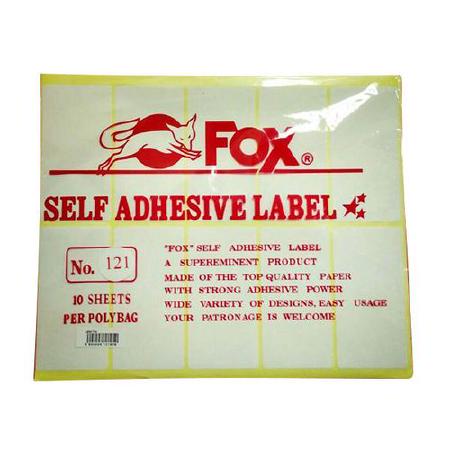 FOX®
SELF ADHESIVE LABEL
No. 121
10 SHEETS
PER POLYBAG
"FOX" SELF ADHESIVE LABEL
A SUPEREMINENT PRODUCT
MADE OF THE TOP QUALITY PAPER
WITH STRONG ADHESIVE POWER
WIDE VARIETY OF DESIGNS, EASY USAGE
YOUR PATRONAGE IS WELCOME